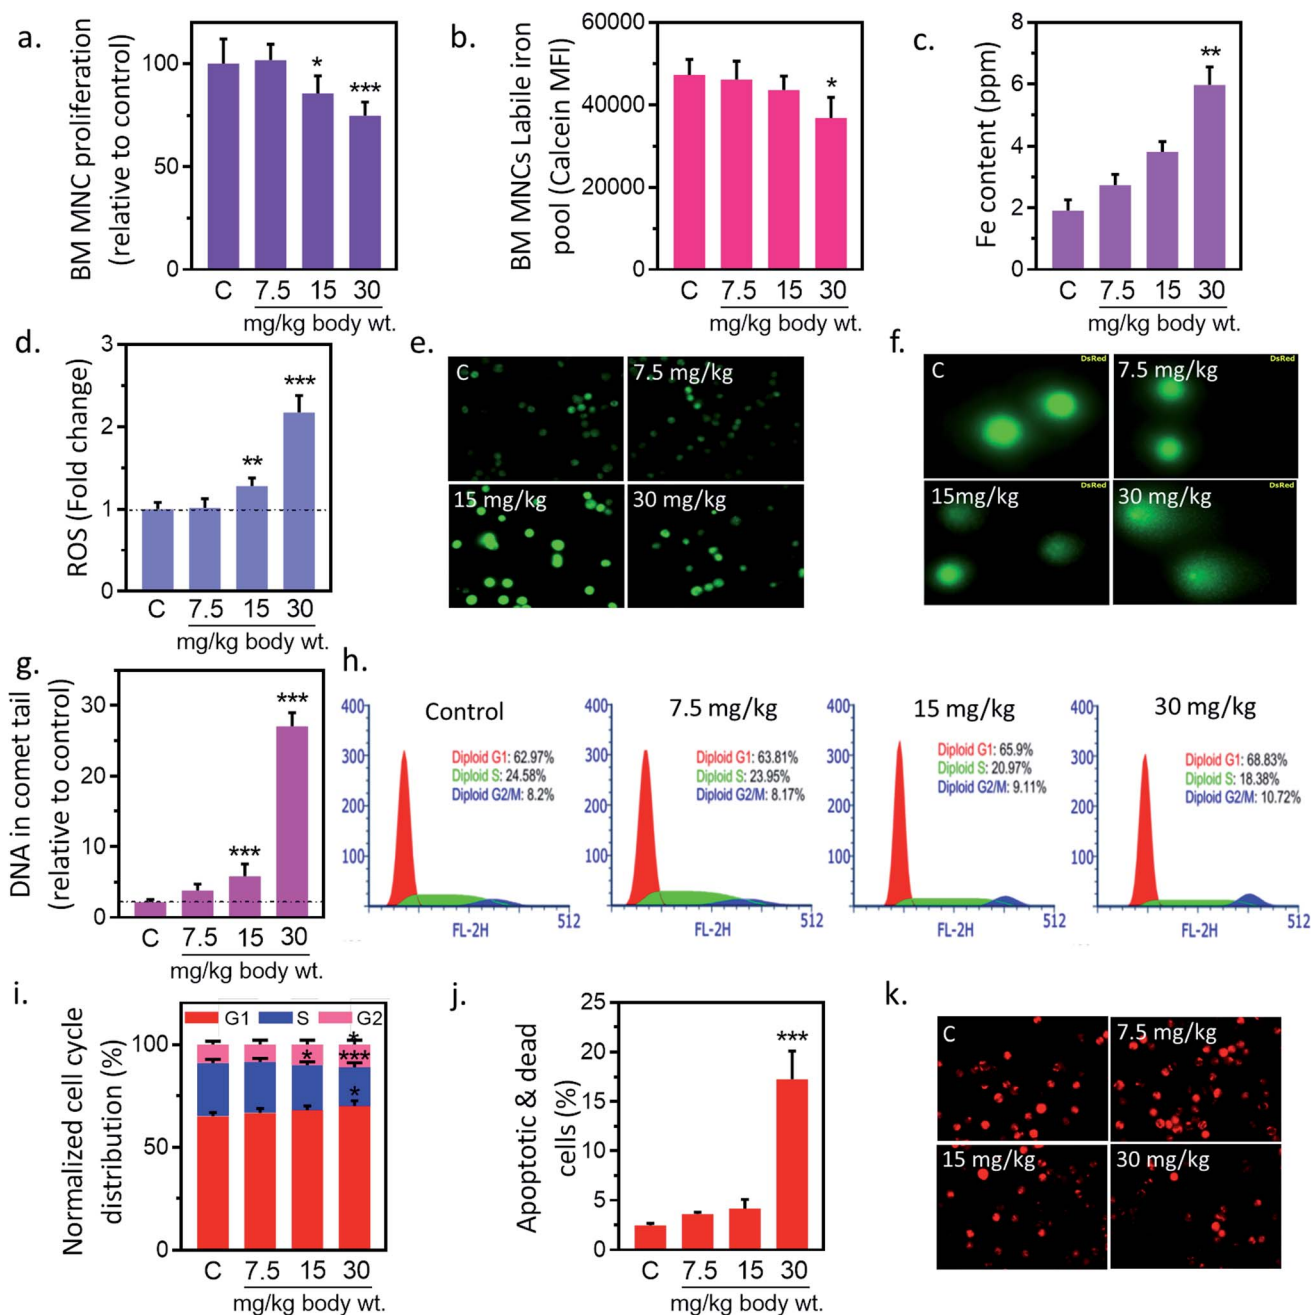 a.
BM MNC proliferation
(relative to control)
100
50
0
*
***
C 7.5 15 30
mg/kg body wt.
b.
BM MNCs Labile iron
pool (Calcein MFI)
60000
40000
20000
0
*
C 7.5 15 30
mg/kg body wt.
c.
Fe content (ppm)
8
6
4
2
0
**
C 7.5 15 30
mg/kg body wt.
d.
ROS (Fold change)
3
2
1
0
**
***
C 7.5 15 30
mg/kg body wt.
e.
C
7.5 mg/kg
15 mg/kg
30 mg/kg
f.
C
DsRed
7.5 mg/kg
DsRed
15mg/kg
DsRed
30 mg/kg
DsRed
g.
DNA in comet tail
(relative to control)
30
20
10
0
***
***
C 7.5 15 30
mg/kg body wt.
h.
Control
400
300
200
100
Diploid G1: 62.97%
Diploid S: 24.58%
Diploid G2/M: 8.2%
FL-2H
512
7.5 mg/kg
400
300
200
100
Diploid G1: 63.81%
Diploid S: 23.95%
Diploid G2/M: 8.17%
FL-2H
512
15 mg/kg
400
300
200
100
Diploid G1: 65.9%
Diploid S: 20.97%
Diploid G2/M: 9.11%
FL-2H
512
30 mg/kg
400
300
200
100
Diploid G1: 68.83%
Diploid S: 18.38%
Diploid G2/M: 10.72%
FL-2H
512
i.
Normalized cell cycle
distribution (%)
G1 S G2
100
50
0
*
*
***
*
C 7.5 15 30
mg/kg body wt.
j.
Apoptotic & dead
cells (%)
25
20
15
10
5
0
***
C 7.5 15 30
mg/kg body wt.
k.
C
7.5 mg/kg
15 mg/kg
30 mg/kg